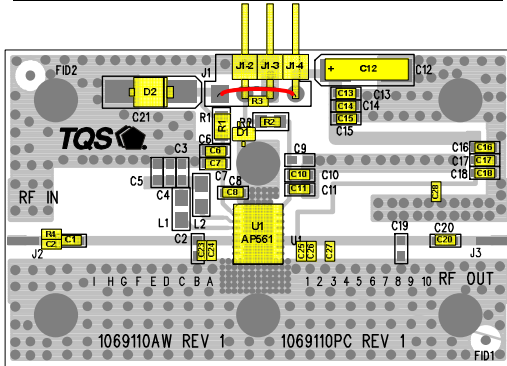 FID2
J1
J1-2
J1-3
J1-4
C12
C12
D2
C21
R3
C13
C13
C14
C14
C15
C15
R1
R1
R2
D1
TQS
C6
C6
C7
C7
C3
C5
C4
C8
C8
C9
C10
C10
C11
C11
C16
C16
C17
C17
C18
C18
C28
RF IN
L1
L2
U1
AP561
U1
R4
C2
C1
J2
C2
C23
C24
C25
C26
C27
C19
C20
C20
J3
I H G F E D C B A
1 2 3 4 5 6 7 8 9 10
RF OUT
1069110AW REV 1
1069110PC REV 1
FID1